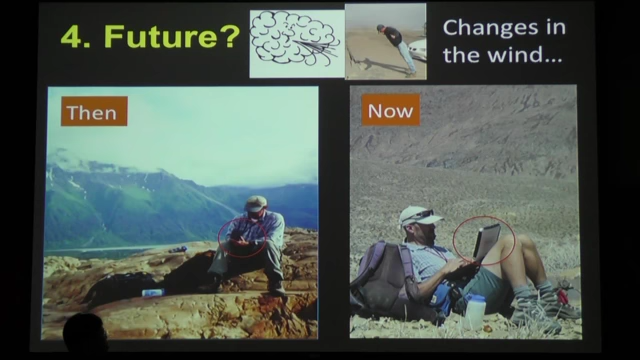 4. Future?
Changes in
the wind...
Then
Now